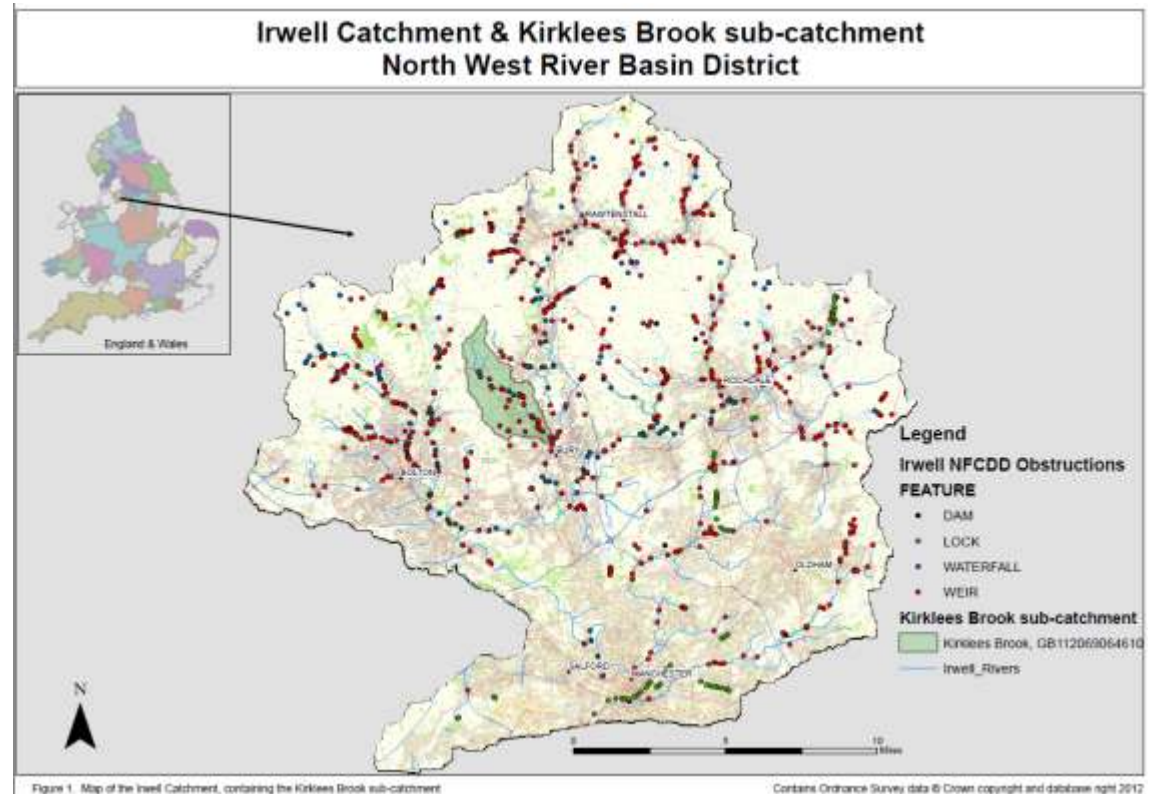 Irwell Catchment & Kirklees Brook sub-catchment
North West River Basin District
England & Wales
RAWTENSTALL
ROCHDALE
BURY
BOLTON
OLDHAM
SALFORD
MANCHESTER
Legend
Irwell NFCDD Obstructions
FEATURE
DAM
LOCK
WATERFALL
WEIR
Kirklees Brook sub-catchment
Kirklees Brook, GB112069064610
Irwell_Rivers
N
0 5 10
Miles
Figure 1. Map of the Irwell Catchment, containing the Kirklees Brook sub-catchment
Contains Ordnance Survey data © Crown copyright and database right 2012